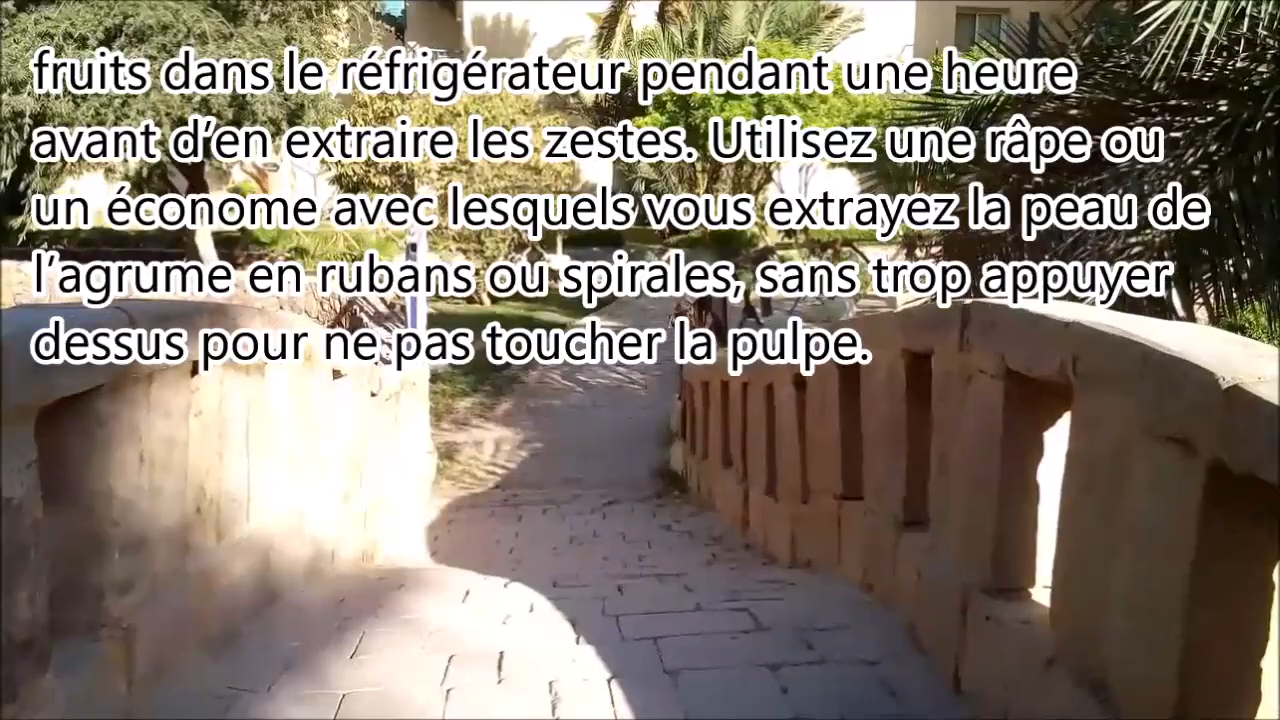 fruits dans le réfrigérateur pendant une heure
avant d’en extraire les zestes. Utilisez une râpe ou
un économe avec lesquels vous extrayez la peau de
l’agrume en rubans ou spirales, sans trop appuyer
dessus pour ne pas toucher la pulpe.